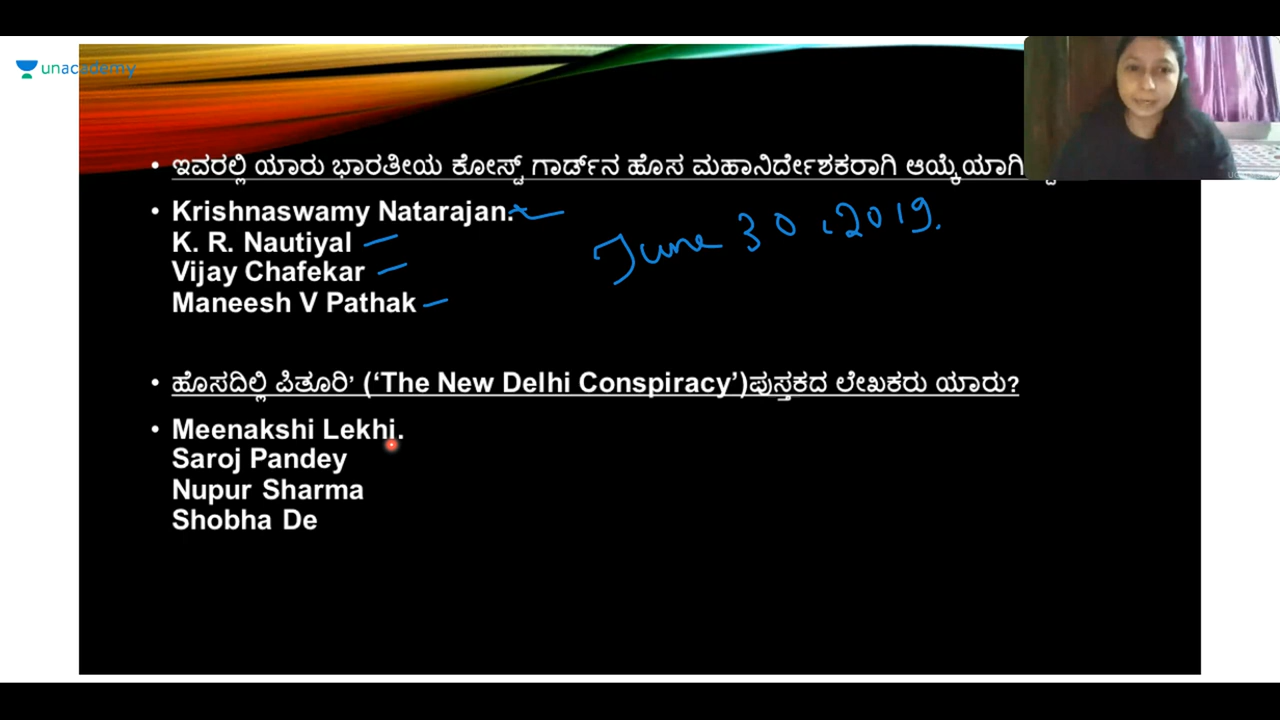 unacademy
ಇವರಲ್ಲಿ ಯಾರು ಭಾರತೀಯ ಕೋಸ್ಟ್ ಗಾರ್ಡ್‌ನ ಹೊಸ ಮಹಾನಿರ್ದೇಶಕರಾಗಿ
Krishnaswamy Natarajan.
K. R. Nautiyal
Vijay Chafekar
Maneesh V Pathak
June 30, 2019.
ಹೊಸದಿಲ್ಲಿ ಪಿತೂರಿ' ('The New Delhi Conspiracy')ಪುಸ್ತಕದ ಲೇಖಕರು ಯಾರು?
Meenakshi Lekhi.
Saroj Pandey
Nupur Sharma
Shobha De